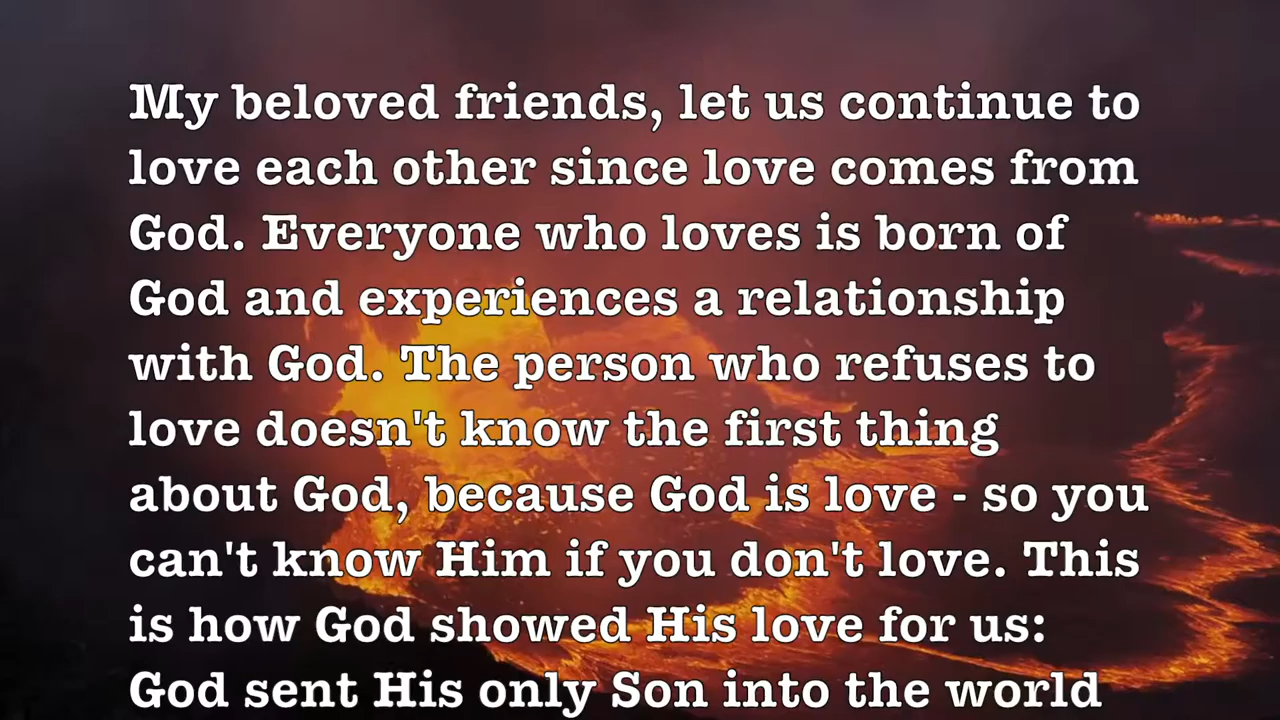 My beloved friends, let us continue to
love each other since love comes from
God. Everyone who loves is born of
God and experiences a relationship
with God. The person who refuses to
love doesn't know the first thing
about God, because God is love - so you
can't know Him if you don't love. This
is how God showed His love for us:
God sent His only Son into the world